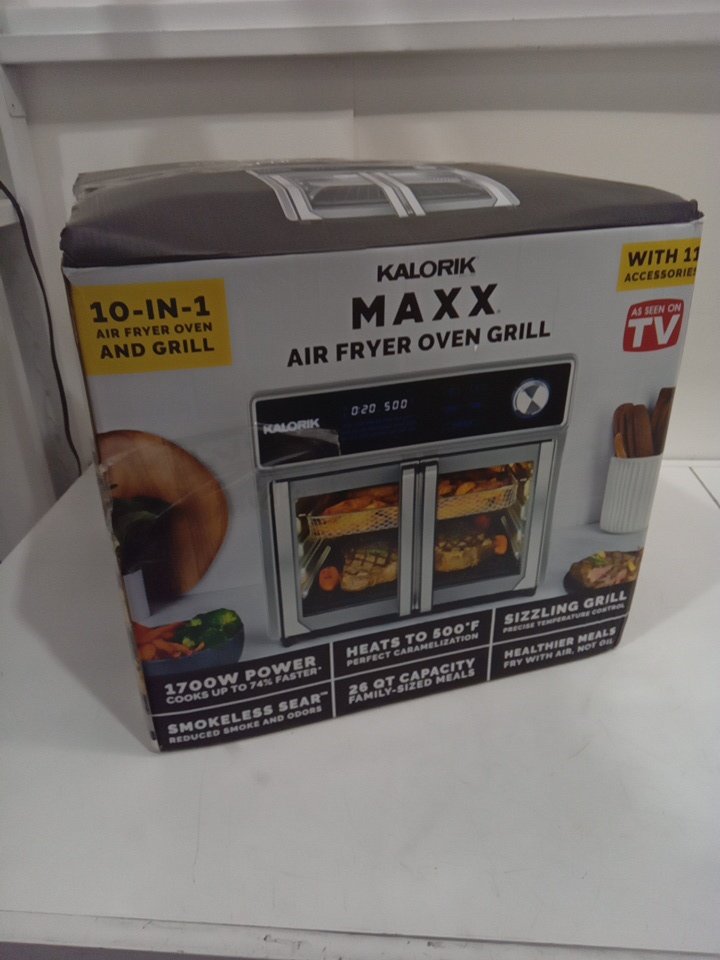 KALORIK
MAXX
AIR FRYER OVEN GRILL
10-IN-1
AIR FRYER OVEN
AND GRILL
WITH 11
ACCESSORIES
AS SEEN ON
TV
0:20 500
KALORIK
1700W POWER
COOKS UP TO 74% FASTER*
HEATS TO 500°F
PERFECT CARAMELIZATION
SIZZLING GRILL
PRECISE TEMPERATURE CONTROL
SMOKELESS SEAR™
REDUCED SMOKE AND ODORS
26 QT CAPACITY
FAMILY-SIZED MEALS
HEALTHIER MEALS
FRY WITH AIR, NOT OIL